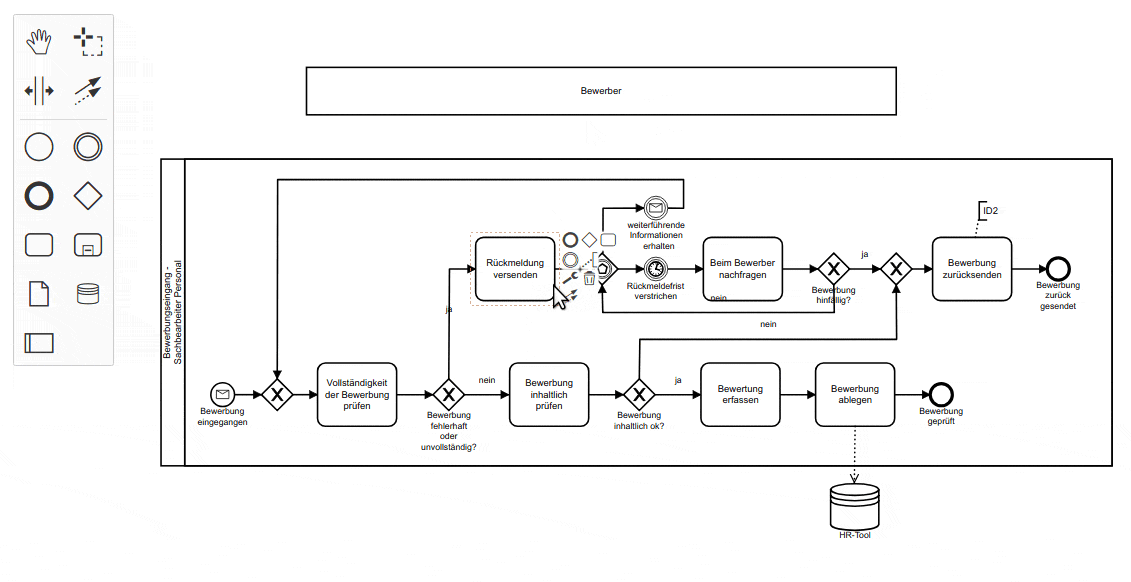 Bewerber
Bewerbungseingang -
Sachbearbeiter Personal
ID2
weiterführende
Informationen
erhalten
Rückmeldung
versenden
Rückmeldefrist
verstrichen
Beim Bewerber
nachfragen
nein
Bewerbung
hinfällig?
ja
Bewerbung
zurücksenden
Bewerbung
zurück
gesendet
ja
nein
Bewerbung
eingegangen
Vollständigkeit
der Bewerbung
prüfen
Bewerbung
fehlerhaft
oder
unvollständig?
nein
Bewerbung
inhaltlich
prüfen
Bewerbung
inhaltlich ok?
ja
Bewertung
erfassen
Bewerbung
ablegen
Bewerbung
geprüft
HR-Tool